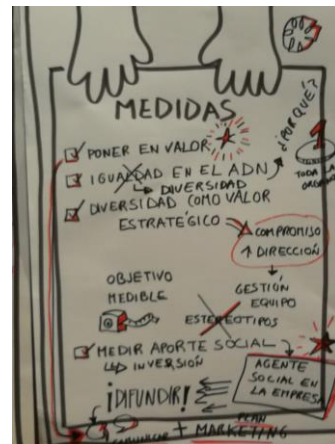 MEDIDAS
¿POR QUÉ?
PONER EN VALOR
IGUALDAD EN EL ADN
DIVERSIDAD
TODA LA
DIVERSIDAD COMO VALOR
ESTRATÉGICO
COMPROMISO
DIRECCIÓN
OBJETIVO
MEDIBLE
GESTIÓN
EQUIPO
ESTEREOTIPOS
MEDIR APORTE SOCIAL
INVERSIÓN
AGENTE
SOCIAL EN
LA EMPRESA
¡DIFUNDIR!
PLAN
+ MARKETING